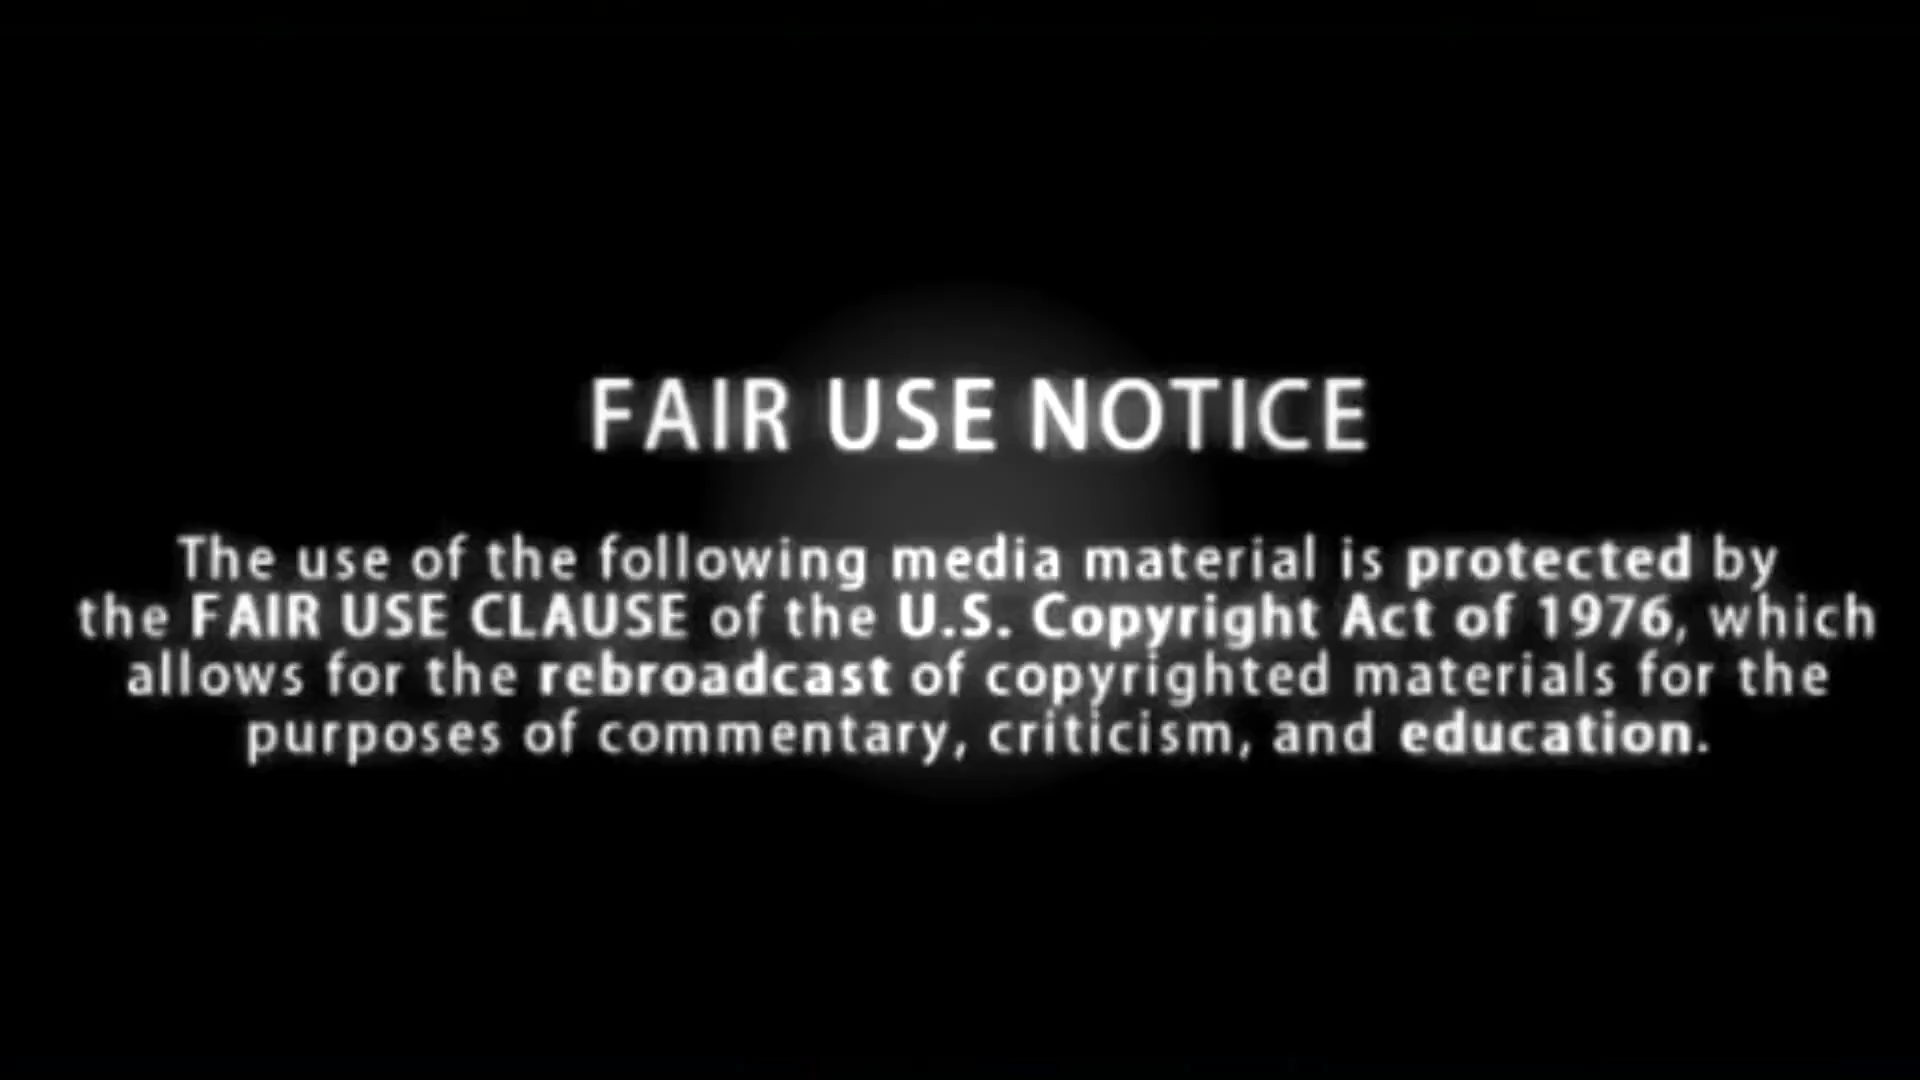 FAIR USE NOTICE
The use of the following media material is protected by
the FAIR USE CLAUSE of the U.S. Copyright Act of 1976, which
allows for the rebroadcast of copyrighted materials for the
purposes of commentary, criticism, and education.